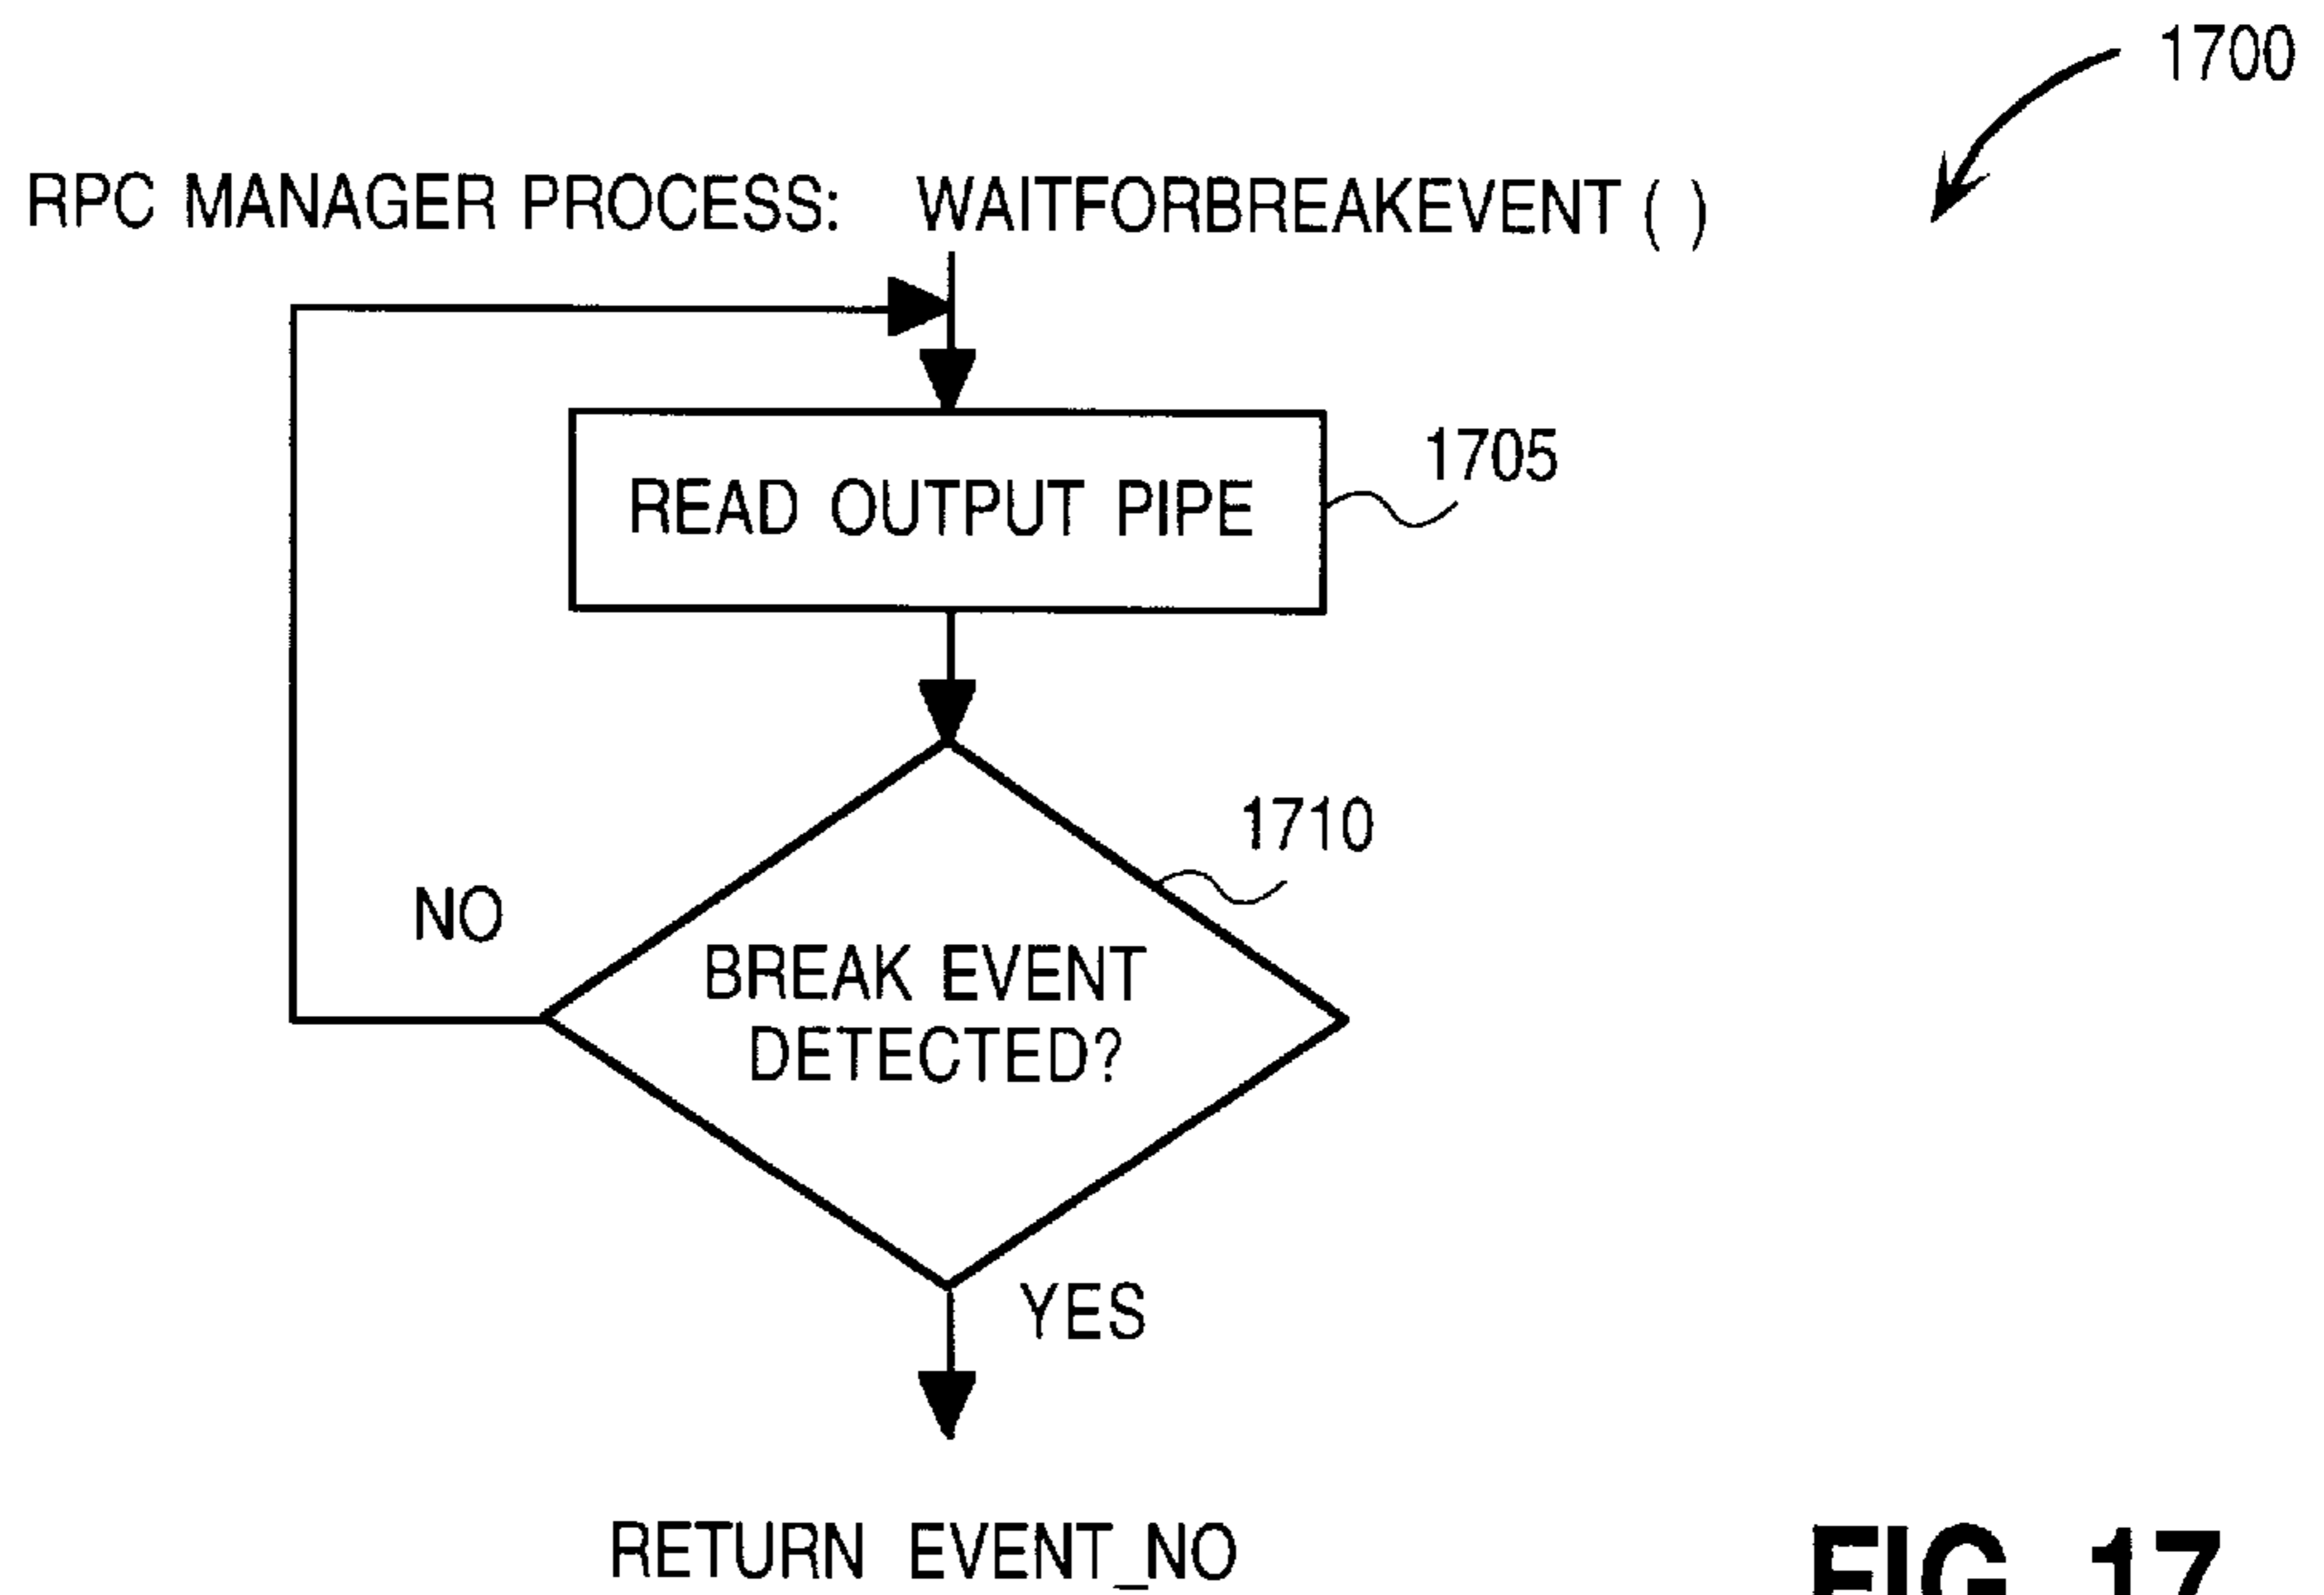 1700
RPC MANAGER PROCESS: WAITFORBREAKEVENT ( )
1705
READ OUTPUT PIPE
1710
NO
BREAK EVENT
DETECTED?
YES
RETURN EVENT_NO
FIG. 17